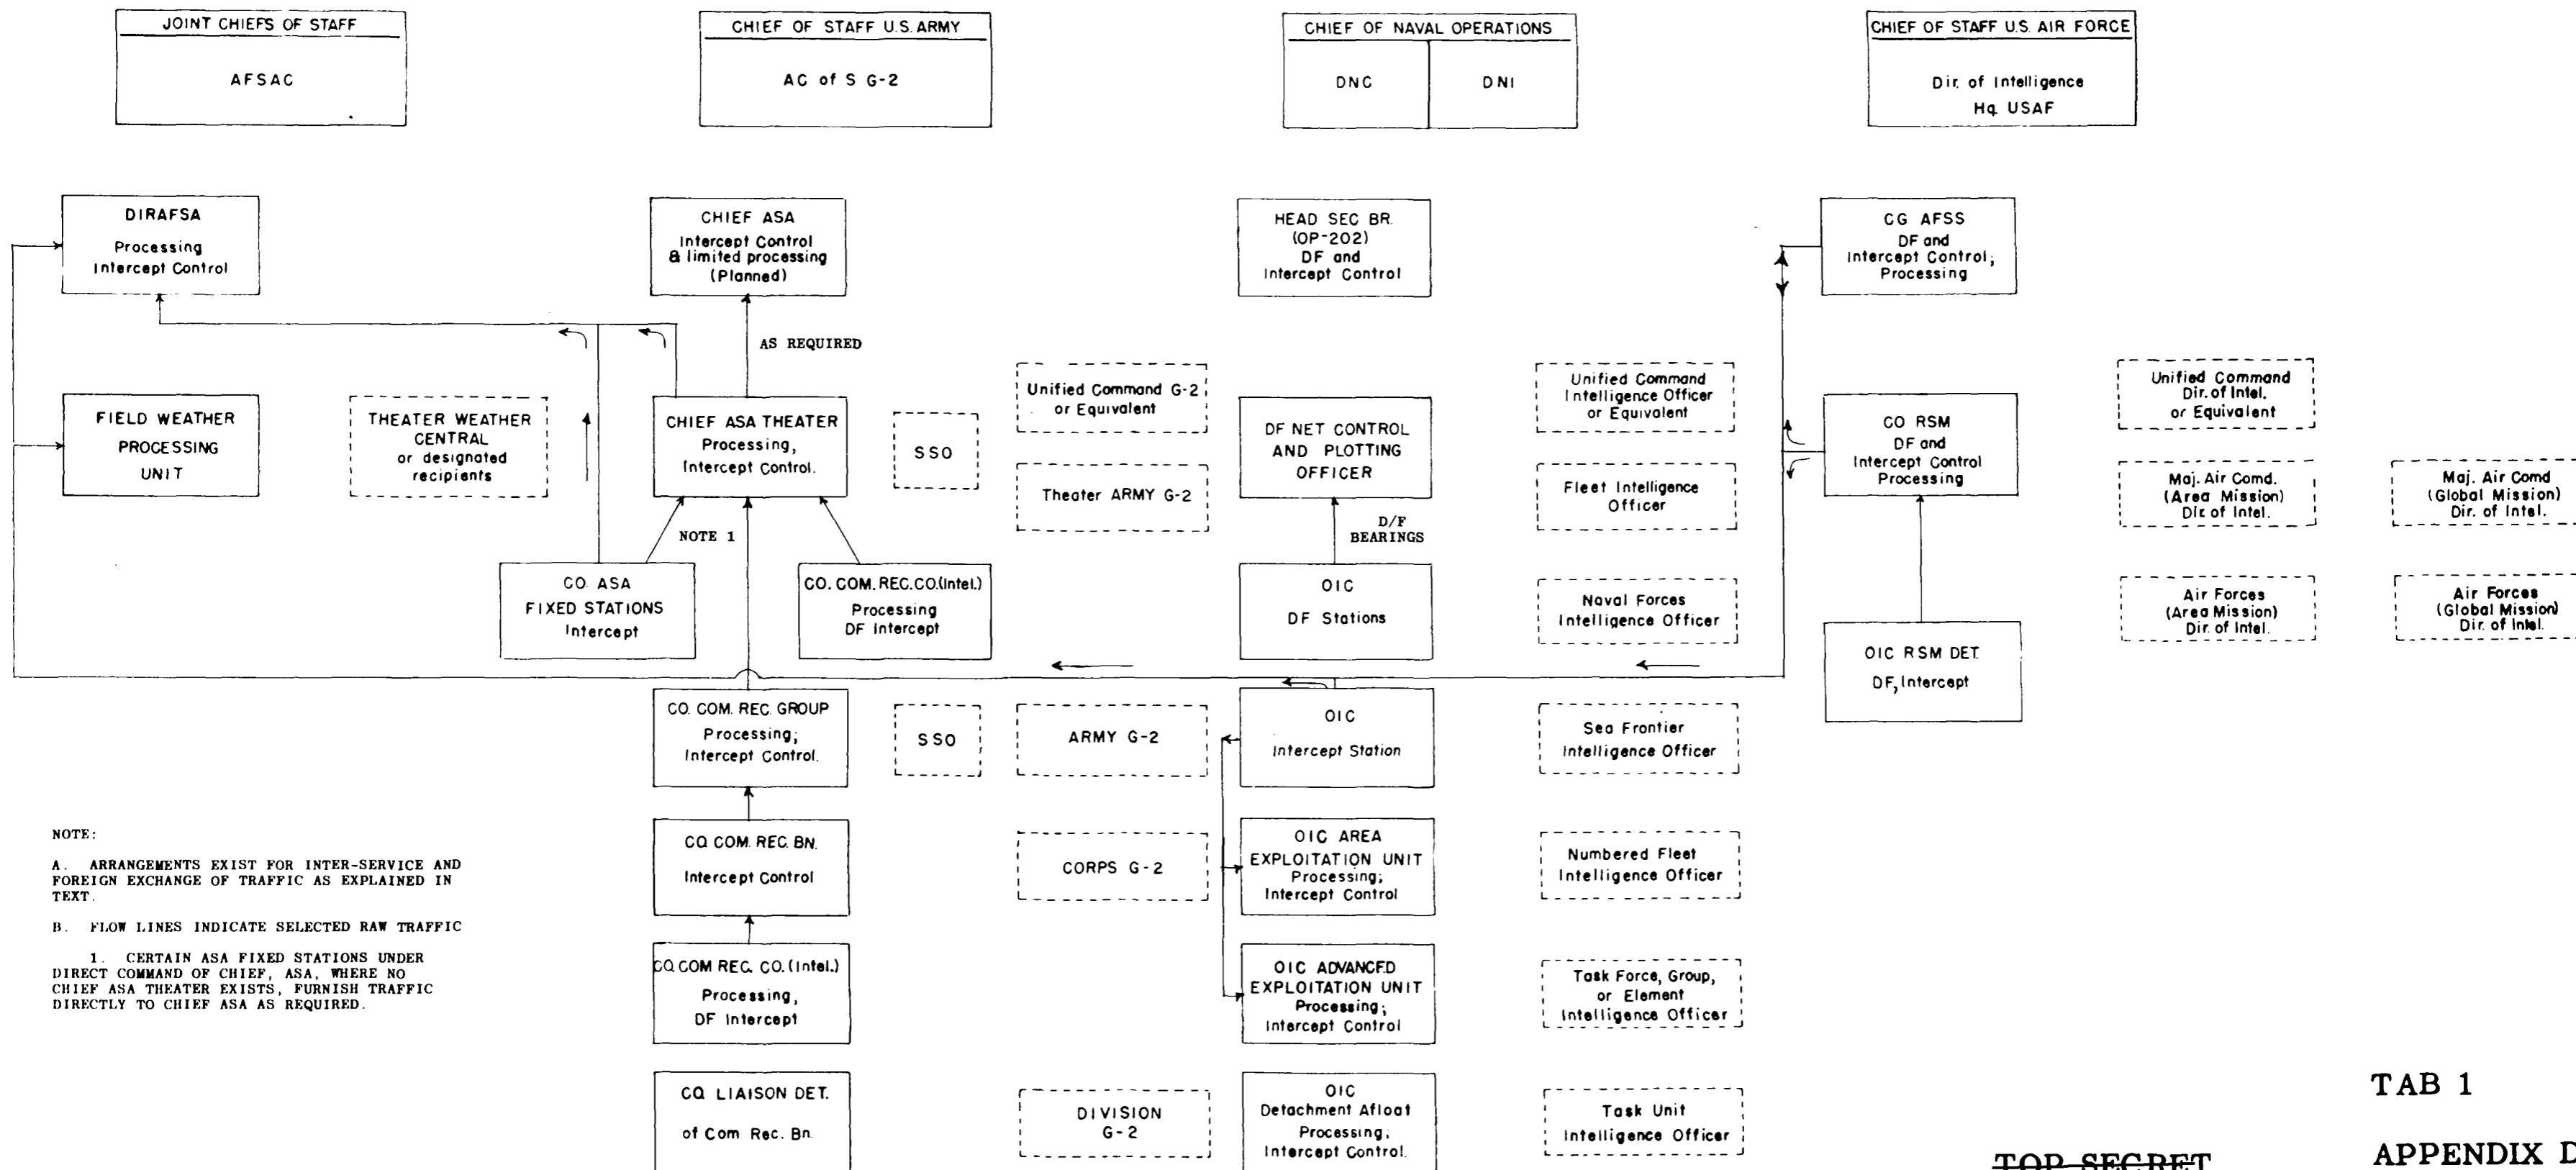 JOINT CHIEFS OF STAFF
AFSAC
CHIEF OF STAFF U.S. ARMY
AC of S G-2
CHIEF OF NAVAL OPERATIONS
DNC
DNI
CHIEF OF STAFF U.S. AIR FORCE
Dir. of Intelligence
Hq. USAF
DIRAFSA
Processing
Intercept Control
CHIEF ASA
Intercept Control
& limited processing
(Planned)
HEAD SEC BR.
(OP-202)
DF and
Intercept Control
CG AFSS
DF and
Intercept Control;
Processing
AS REQUIRED
FIELD WEATHER
PROCESSING
UNIT
THEATER WEATHER
CENTRAL
or designated
recipients
CHIEF ASA THEATER
Processing,
Intercept Control.
SSO
Unified Command G-2
or Equivalent
Theater ARMY G-2
DF NET CONTROL
AND PLOTTING
OFFICER
Unified Command
Intelligence Officer
or Equivalent
Fleet Intelligence
Officer
CO RSM
DF and
Intercept Control
Processing
Unified Command
Dir. of Intel.
or Equivalent
Maj. Air Comd.
(Area Mission)
Dir. of Intel.
Maj. Air Comd
(Global Mission)
Dir. of Intel.
NOTE 1
D/F
BEARINGS
CO. ASA
FIXED STATIONS
Intercept
CO. COM. REC. CO. (Intel.)
Processing
DF Intercept
OIC
DF Stations
Naval Forces
Intelligence Officer
Air Forces
(Area Mission)
Dir. of Intel.
Air Forces
(Global Mission)
Dir. of Intel.
OIC RSM DET.
DF, Intercept
CO. COM. REC. GROUP
Processing;
Intercept Control.
SSO
ARMY G-2
OIC
Intercept Station
Sea Frontier
Intelligence Officer
NOTE:
A. ARRANGEMENTS EXIST FOR INTER-SERVICE AND
FOREIGN EXCHANGE OF TRAFFIC AS EXPLAINED IN
TEXT.
B. FLOW LINES INDICATE SELECTED RAW TRAFFIC
1. CERTAIN ASA FIXED STATIONS UNDER
DIRECT COMMAND OF CHIEF, ASA, WHERE NO
CHIEF ASA THEATER EXISTS, FURNISH TRAFFIC
DIRECTLY TO CHIEF ASA AS REQUIRED.
CO. COM. REC. BN.
Intercept Control
CORPS G-2
OIC AREA
EXPLOITATION UNIT
Processing;
Intercept Control
Numbered Fleet
Intelligence Officer
CO. COM REC. CO. (Intel.)
Processing,
DF Intercept
OIC ADVANCED
EXPLOITATION UNIT
Processing;
Intercept Control
Task Force, Group,
or Element
Intelligence Officer
CO. LIAISON DET.
of Com Rec. Bn.
DIVISION
G-2
OIC
Detachment Afloat
Processing;
Intercept Control.
Task Unit
Intelligence Officer
TAB 1
TOP SECRET
APPENDIX D